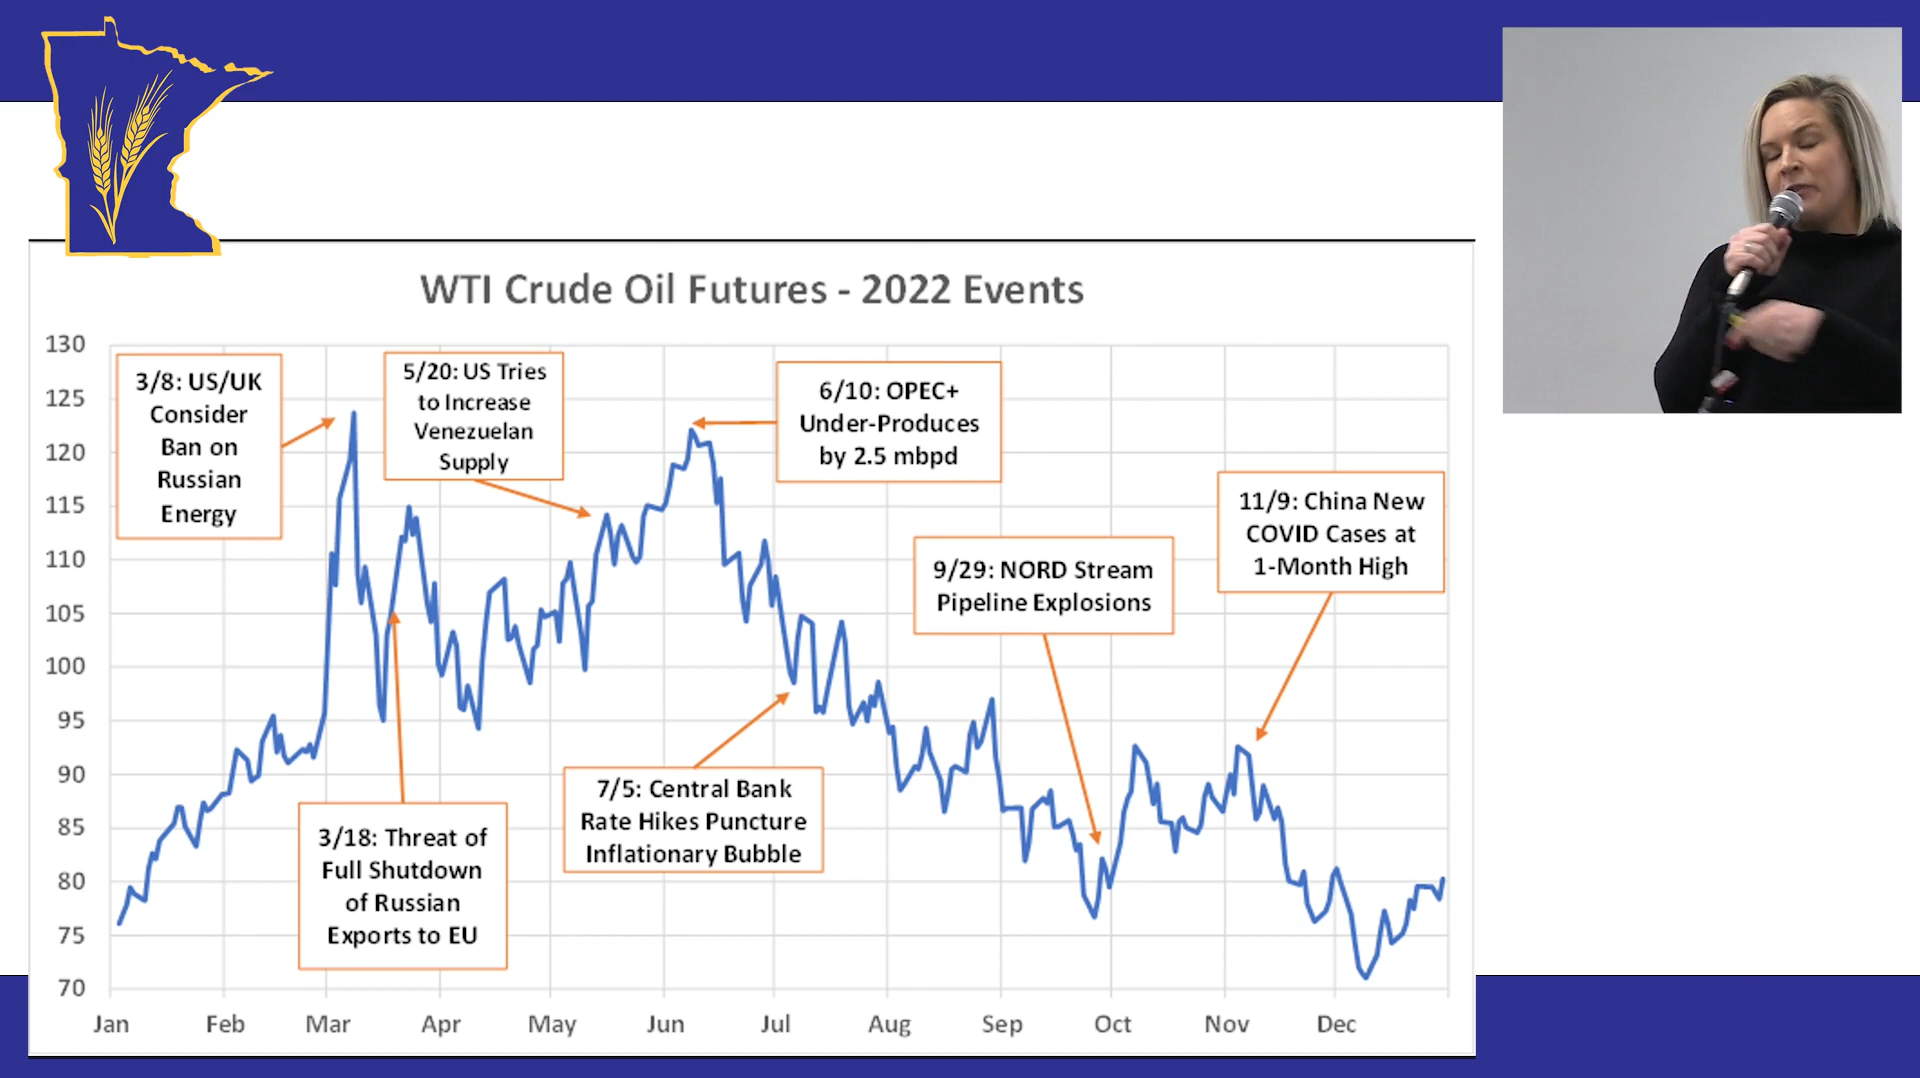 WTI Crude Oil Futures - 2022 Events
130
125
120
115
110
105
100
95
90
85
80
75
70
3/8: US/UK
Consider
Ban on
Russian
Energy
5/20: US Tries
to Increase
Venezuelan
Supply
6/10: OPEC+
Under-Produces
by 2.5 mbpd
11/9: China New
COVID Cases at
1-Month High
9/29: NORD Stream
Pipeline Explosions
7/5: Central Bank
Rate Hikes Puncture
Inflationary Bubble
3/18: Threat of
Full Shutdown
of Russian
Exports to EU
Jan Feb Mar Apr May Jun Jul Aug Sep Oct Nov Dec